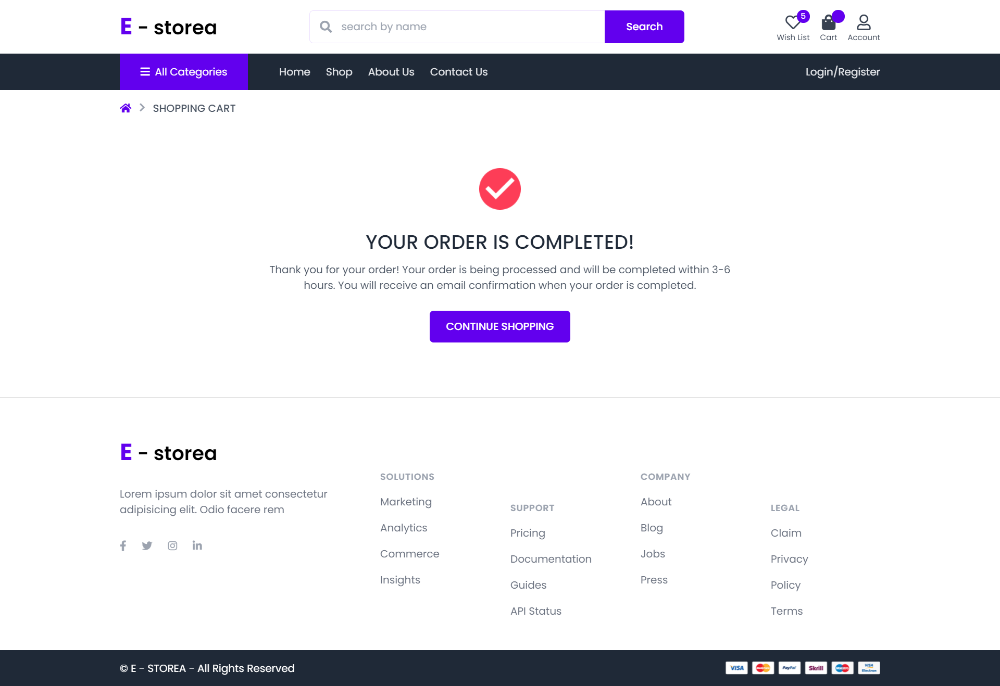 E - storea
search by name
Search
5
Wish List
Cart
Account
All Categories
Home
Shop
About Us
Contact Us
Login/Register
SHOPPING CART
YOUR ORDER IS COMPLETED!
Thank you for your order! Your order is being processed and will be completed within 3-6
hours. You will receive an email confirmation when your order is completed.
CONTINUE SHOPPING
E - storea
Lorem ipsum dolor sit amet consectetur
adipisicing elit. Odio facere rem
SOLUTIONS
Marketing
Analytics
Commerce
Insights
SUPPORT
Pricing
Documentation
Guides
API Status
COMPANY
About
Blog
Jobs
Press
LEGAL
Claim
Privacy
Policy
Terms
© E - STOREA - All Rights Reserved
VISA
MasterCard
PayPal
Skrill
Maestro
VISA
Electron